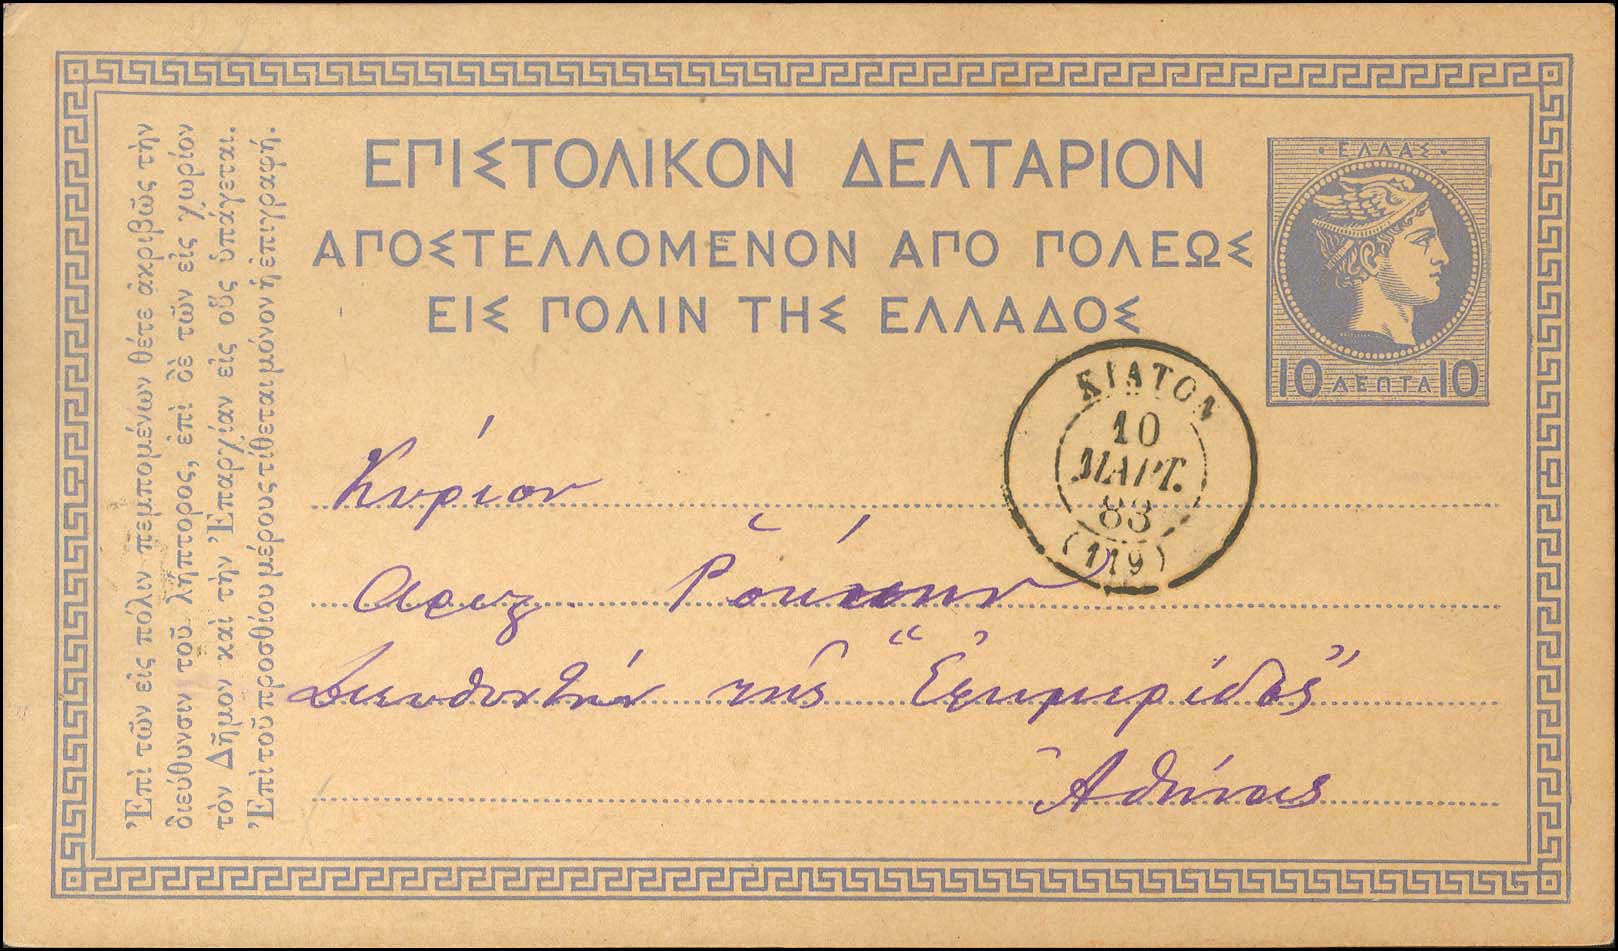 ΕΠΙΣΤΟΛΙΚΟΝ ΔΕΛΤΑΡΙΟΝ
ΑΠΟΣΤΕΛΛΟΜΕΝΟΝ ΑΠΟ ΠΟΛΕΩΣ
ΕΙΣ ΠΟΛΙΝ ΤΗΣ ΕΛΛΑΔΟΣ
·ΕΛΛΑΣ·
10 ΛΕΠΤΑ 10
ΚΙΑΤΟΝ
10
ΜΑΡΤ.
83
(119)
Κύριον
Διευθυντὴν τῆς "Ἐφημερίδος"
Ἀθήνας
Ἐπὶ τῶν εἰς πόλιν πεμπομένων θέτε ἀκριβῶς τὴν
διεύθυνσιν τοῦ λήπτορος, ἐπὶ δὲ τῶν εἰς χωρίον
τὸν Δῆμον καὶ τὴν Ἐπαρχίαν εἰς οὓς ὑπάγεται.
Ἐπὶ τοῦ προσθίου μέρους τίθεται μόνον ἡ ἐπιγραφή.